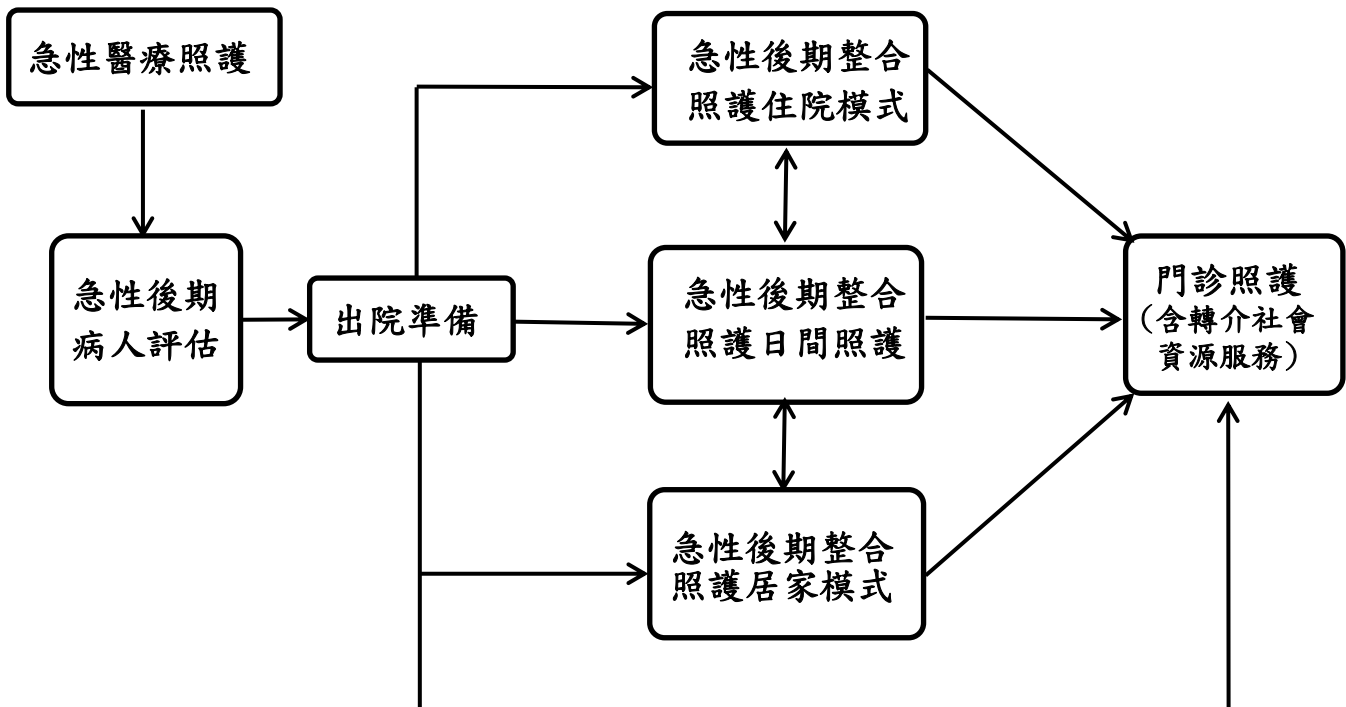 急性醫療照護
急性後期
病人評估
出院準備
急性後期整合
照護住院模式
急性後期整合
照護日間照護
急性後期整合
照護居家模式
門診照護
（含轉介社會
資源服務）